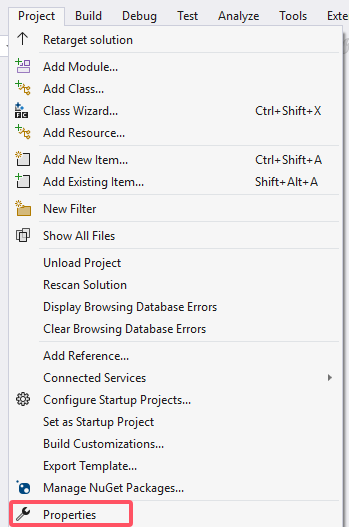 Project Build Debug Test Analyze Tools Exte
Retarget solution
Add Module...
Add Class...
Class Wizard... Ctrl+Shift+X
Add Resource...
Add New Item... Ctrl+Shift+A
Add Existing Item... Shift+Alt+A
New Filter
Show All Files
Unload Project
Rescan Solution
Display Browsing Database Errors
Clear Browsing Database Errors
Add Reference...
Connected Services
Configure Startup Projects...
Set as Startup Project
Build Customizations...
Export Template...
Manage NuGet Packages...
Properties